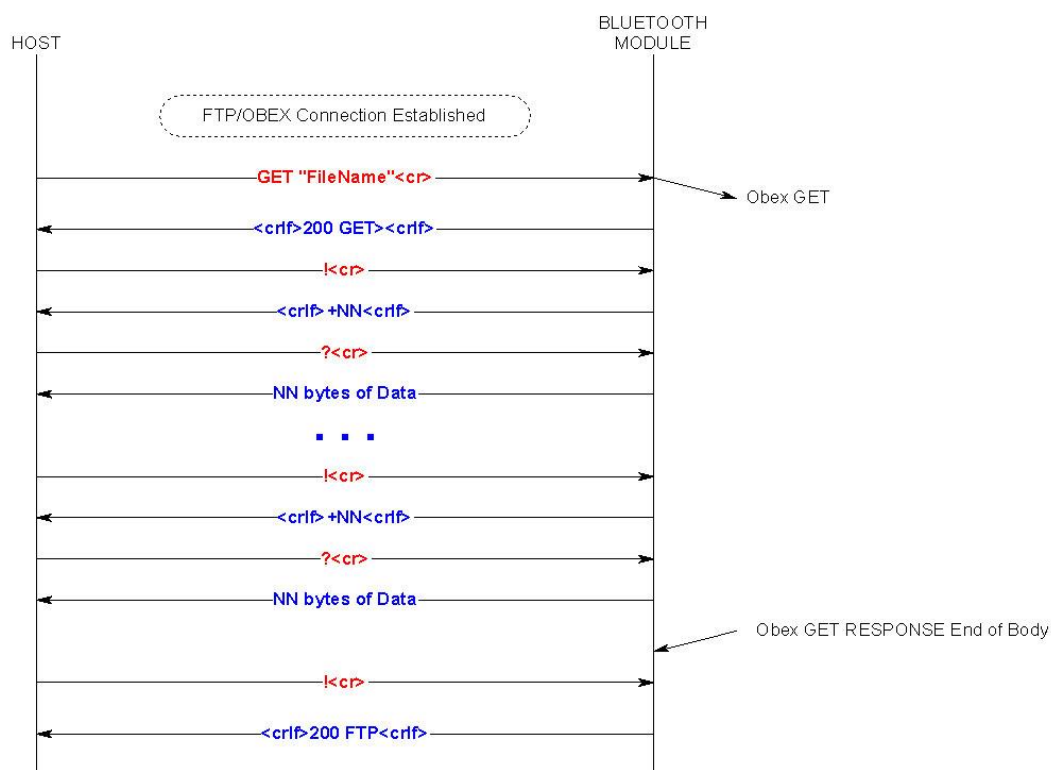 BLUETOOTH
HOST MODULE
FTP/OBEX Connection Established
GET "FileName"<cr>
Obex GET
<crlf>200 GET><crlf>
!<cr>
<crlf>+NN<crlf>
?<cr>
NN bytes of Data
. . .
!<cr>
<crlf>+NN<crlf>
?<cr>
NN bytes of Data
Obex GET RESPONSE End of Body
!<cr>
<crlf>200 FTP<crlf>